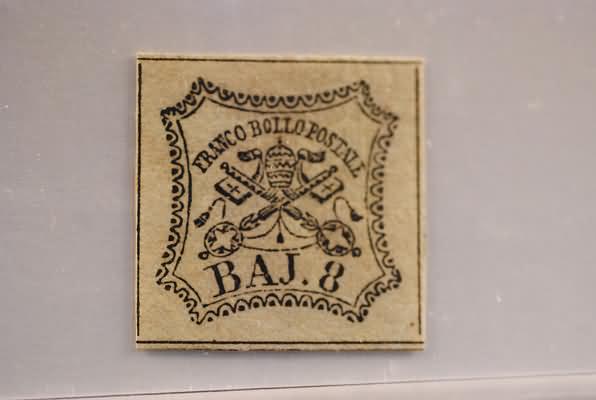 FRANCO BOLLO POSTALE
BAJ. 8